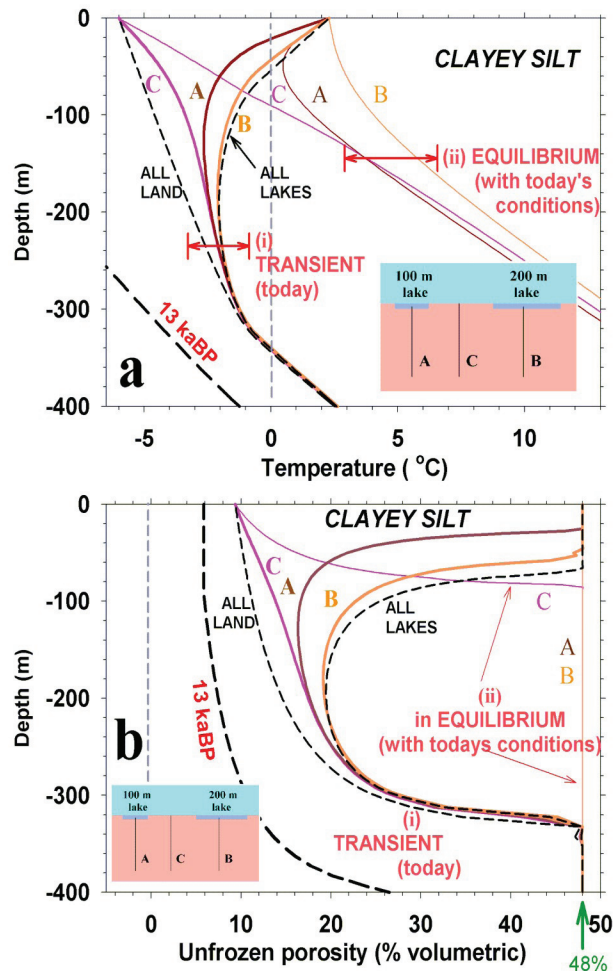 0
-100
-200
-300
-400
Depth (m)
CLAYEY SILT
C
A
B
C
A
B
ALL
LAND
ALL
LAKES
(ii) EQUILIBRIUM
(with today's
conditions)
(i)
TRANSIENT
(today)
13 kaBP
a
100 m
lake
200 m
lake
A
C
B
-5
0
5
10
Temperature ( °C)
0
-100
-200
-300
-400
Depth (m)
CLAYEY SILT
C
A
B
ALL
LAND
ALL
LAKES
C
A
B
(ii)
in EQUILIBRIUM
(with todays conditions)
13 kaBP
b
(i)
TRANSIENT
(today)
100 m
lake
200 m
lake
A
C
B
0
10
20
30
40
50
Unfrozen porosity (% volumetric)
48%